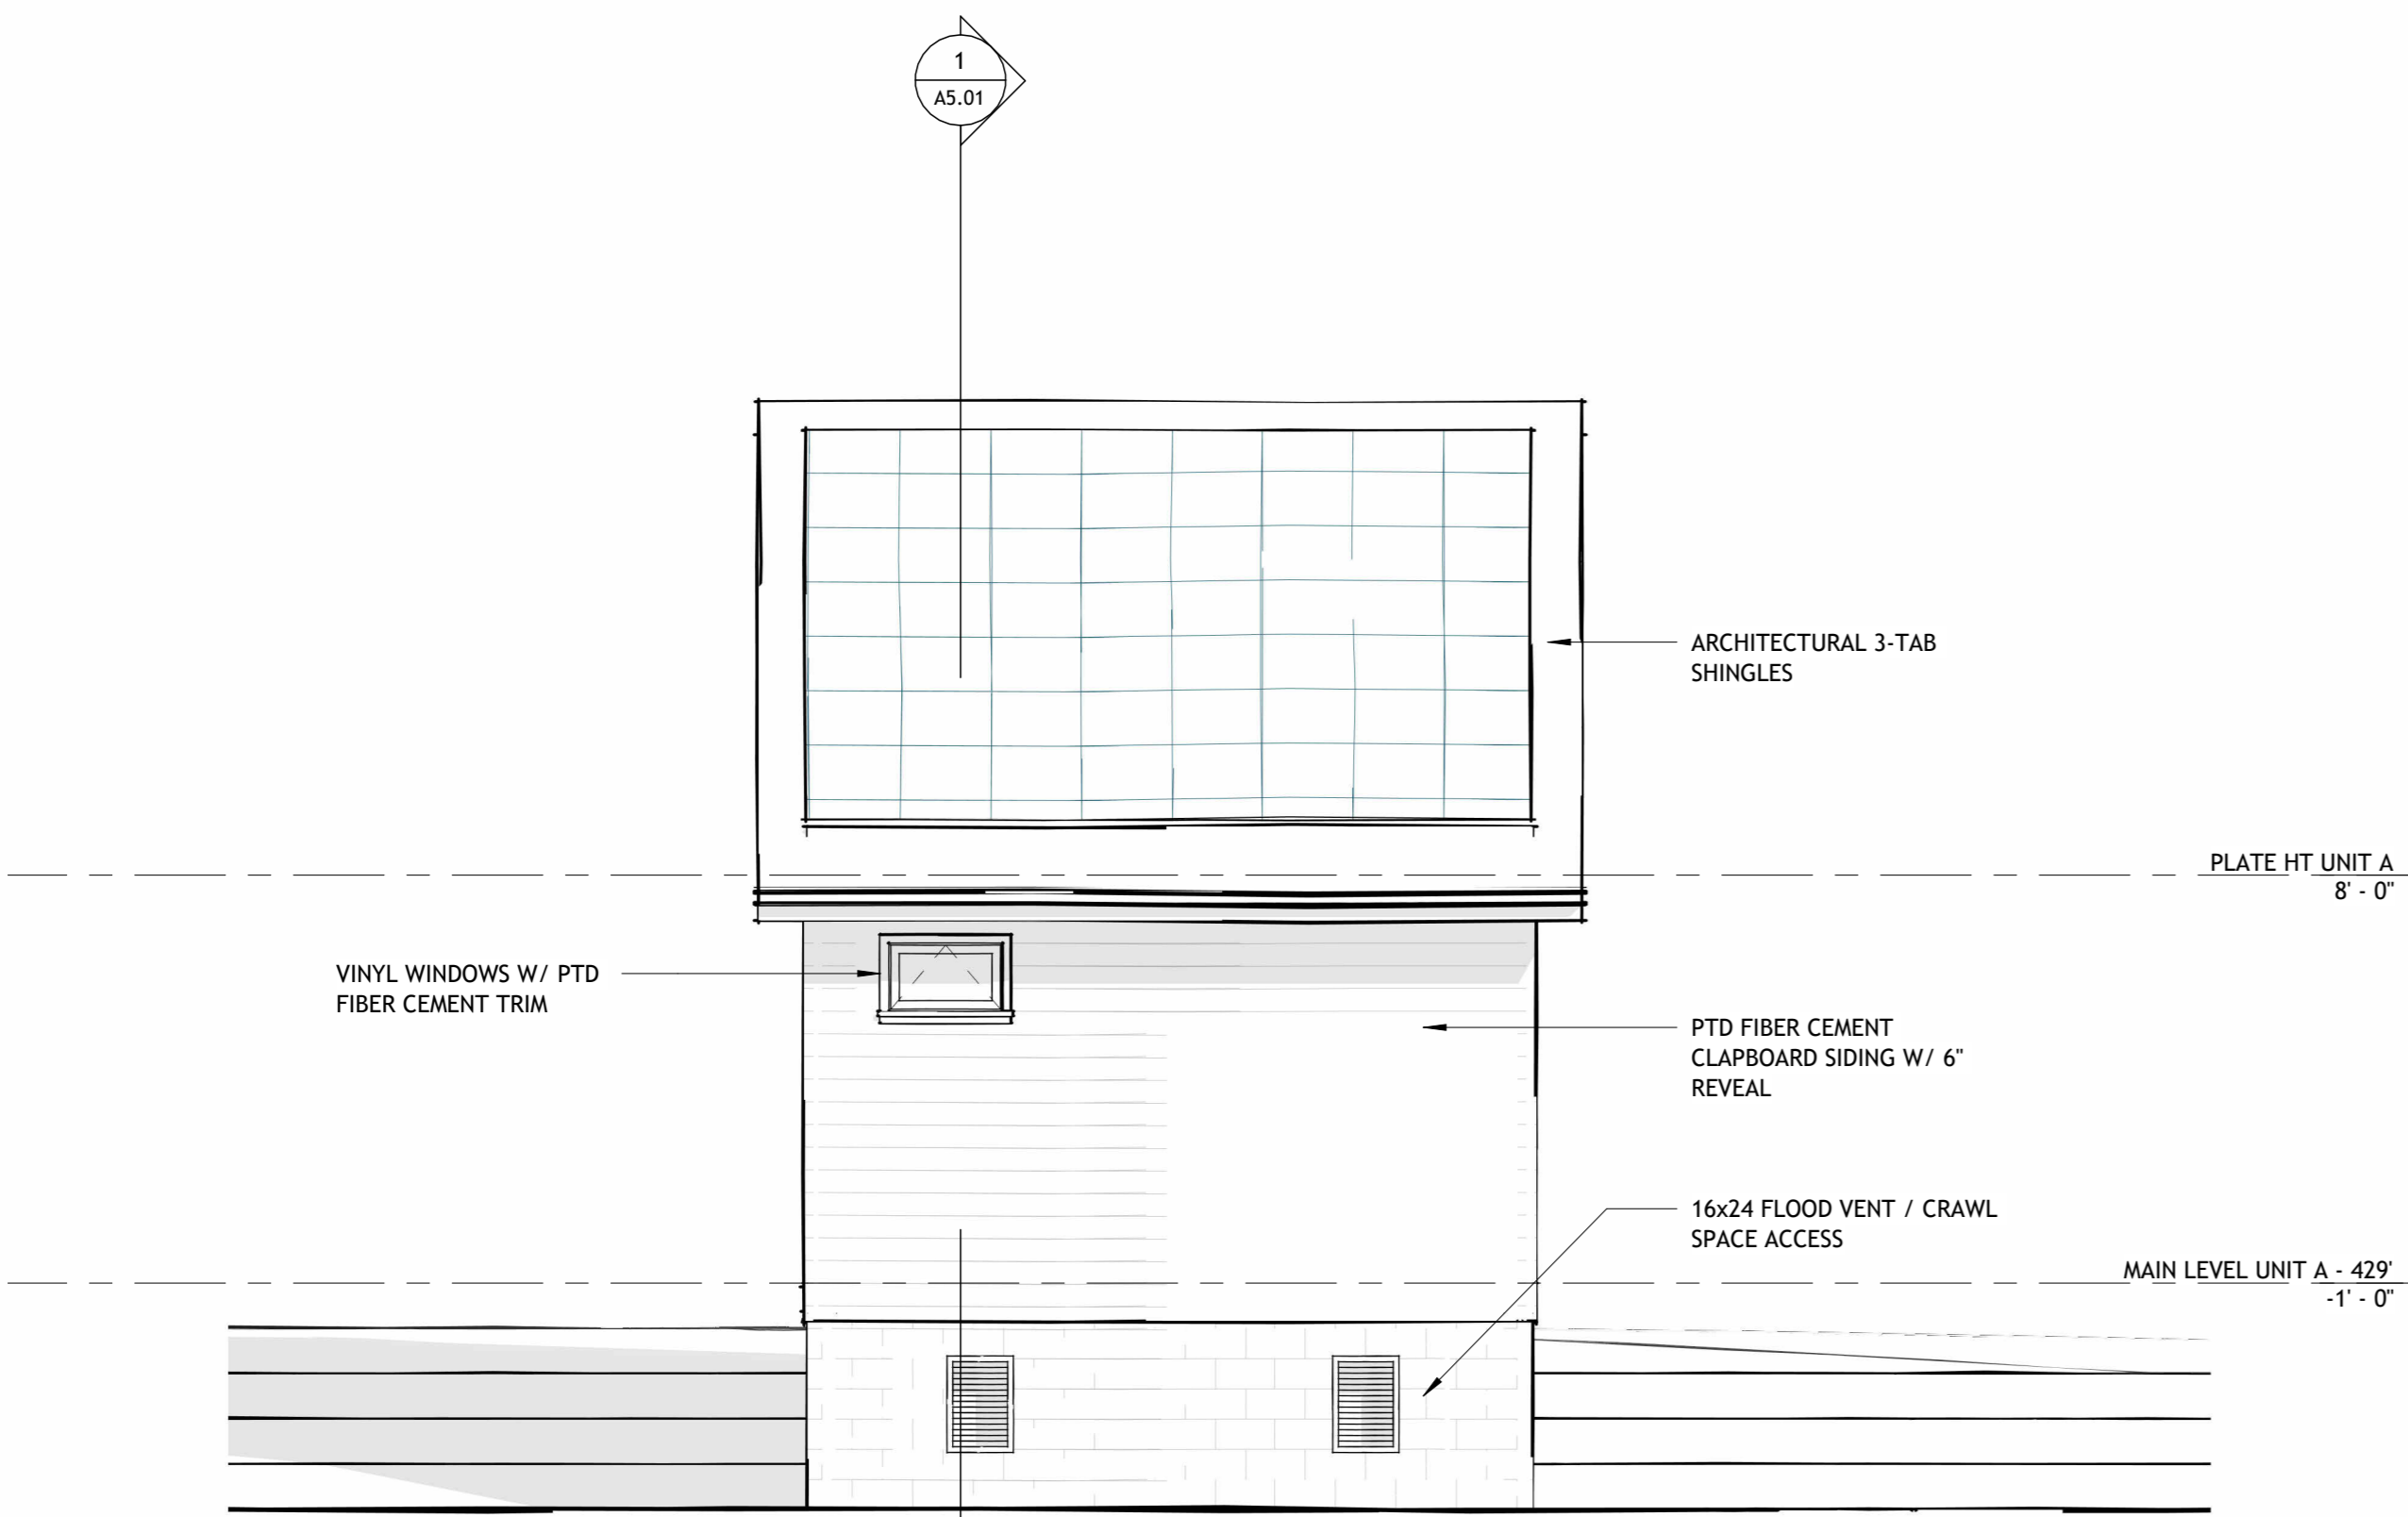 1
A5.01
ARCHITECTURAL 3-TAB
SHINGLES
PLATE HT UNIT A
8' - 0"
VINYL WINDOWS W/ PTD
FIBER CEMENT TRIM
PTD FIBER CEMENT
CLAPBOARD SIDING W/ 6"
REVEAL
16x24 FLOOD VENT / CRAWL
SPACE ACCESS
MAIN LEVEL UNIT A - 429'
-1' - 0"